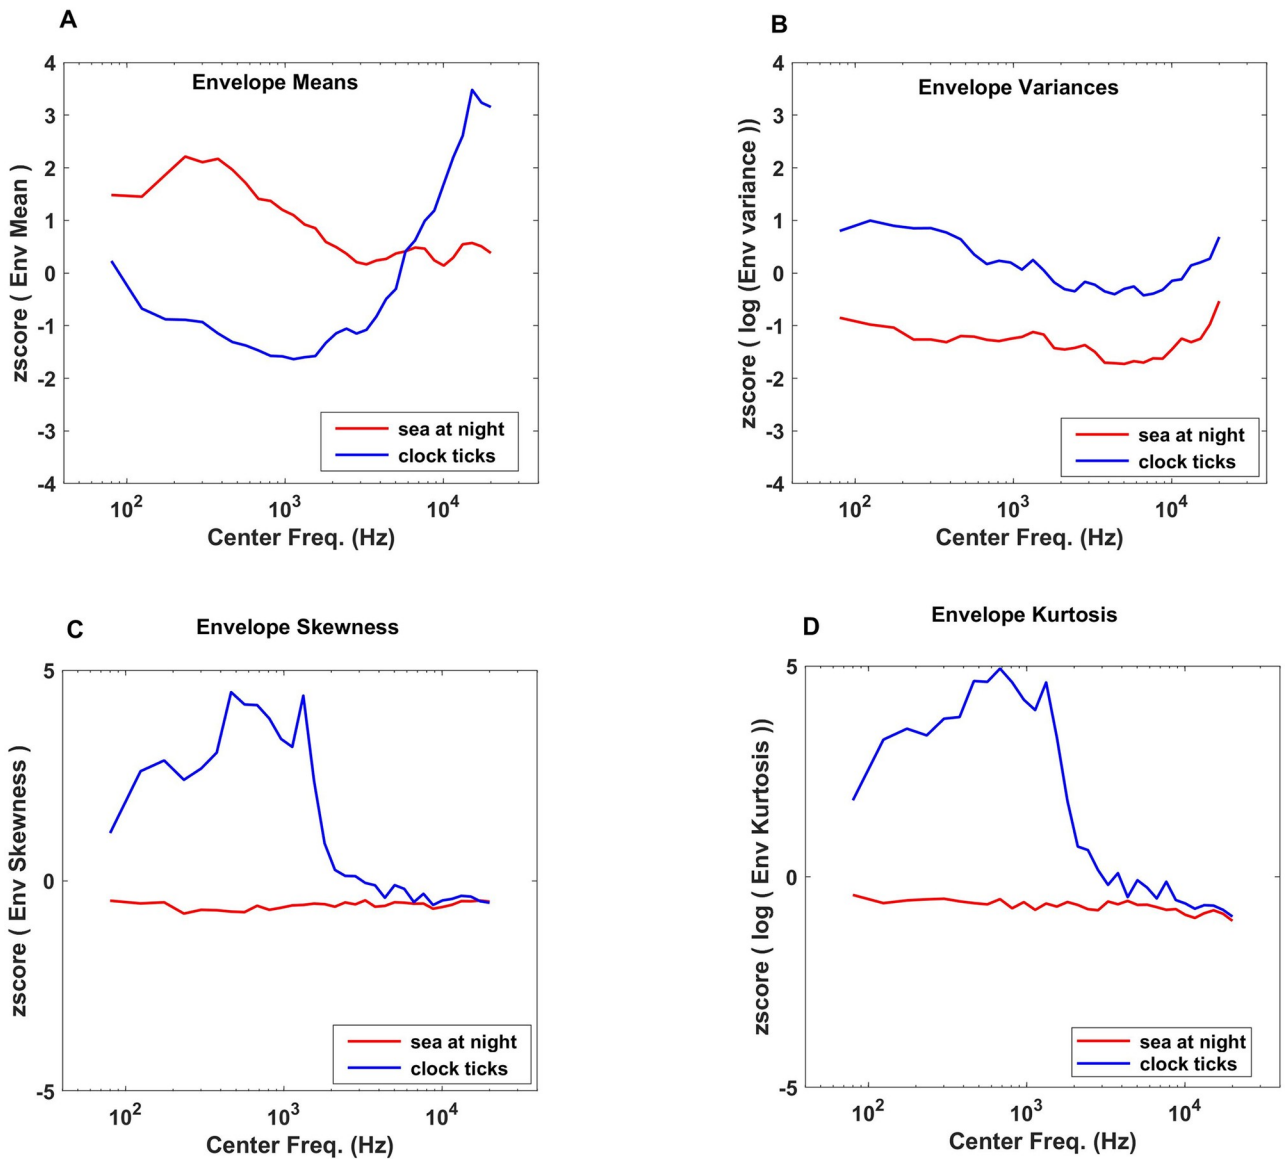 A
Envelope Means
zscore ( Env Mean )
4
3
2
1
0
-1
-2
-3
-4
sea at night
clock ticks
10²
10³
10⁴
Center Freq. (Hz)
B
Envelope Variances
zscore ( log (Env variance ))
4
3
2
1
0
-1
-2
-3
-4
sea at night
clock ticks
10²
10³
10⁴
Center Freq. (Hz)
C
Envelope Skewness
zscore ( Env Skewness )
5
0
-5
sea at night
clock ticks
10²
10³
10⁴
Center Freq. (Hz)
D
Envelope Kurtosis
zscore ( log ( Env Kurtosis ))
5
0
-5
sea at night
clock ticks
10²
10³
10⁴
Center Freq. (Hz)